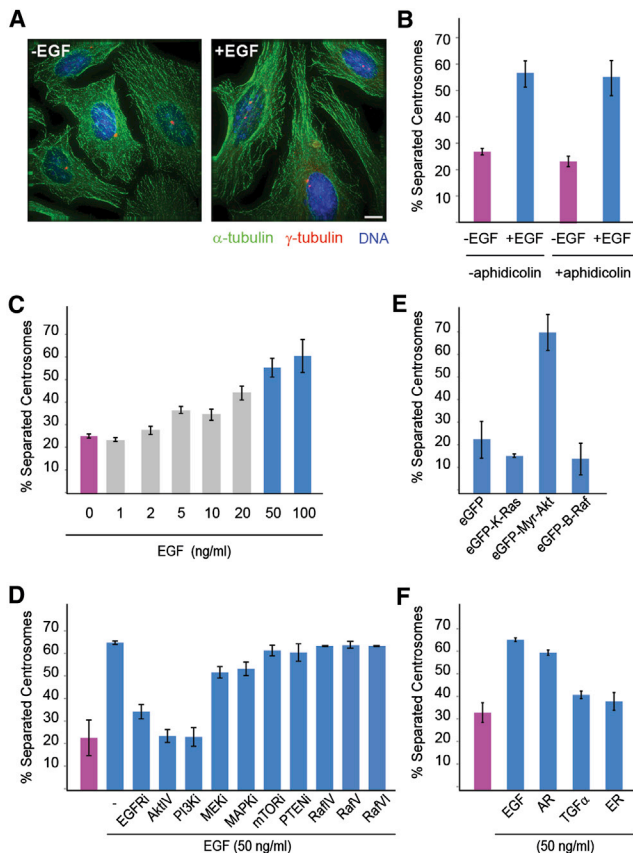 A
-EGF
+EGF
α-tubulin γ-tubulin DNA
B
% Separated Centrosomes
70
60
50
40
30
20
10
-EGF +EGF -EGF +EGF
-aphidicolin +aphidicolin
C
% Separated Centrosomes
70
60
50
40
30
20
10
0 1 2 5 10 20 50 100
EGF (ng/ml)
E
% Separated Centrosomes
70
60
50
40
30
20
10
eGFP
eGFP-K-Ras
eGFP-Myr-Akt
eGFP-B-Raf
D
% Separated Centrosomes
70
60
50
40
30
20
10
-
EGFRi
AktIV
PI3Ki
MEKi
MAPKi
mTORi
PTENi
RafIV
RafV
RafVI
EGF (50 ng/ml)
F
% Separated Centrosomes
70
60
50
40
30
20
10
EGF
AR
TGFα
ER
(50 ng/ml)